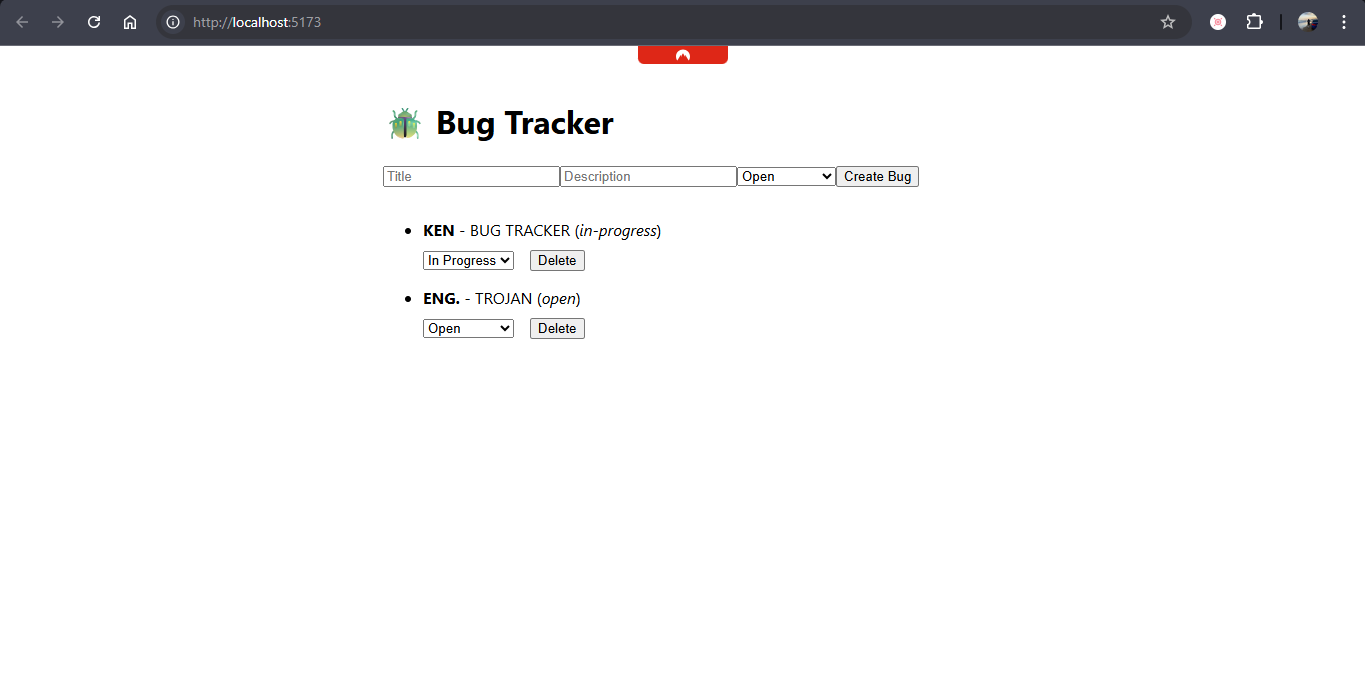 http://localhost:5173
Bug Tracker
Title Description Open Create Bug
KEN - BUG TRACKER (in-progress)
In Progress Delete
ENG. - TROJAN (open)
Open Delete